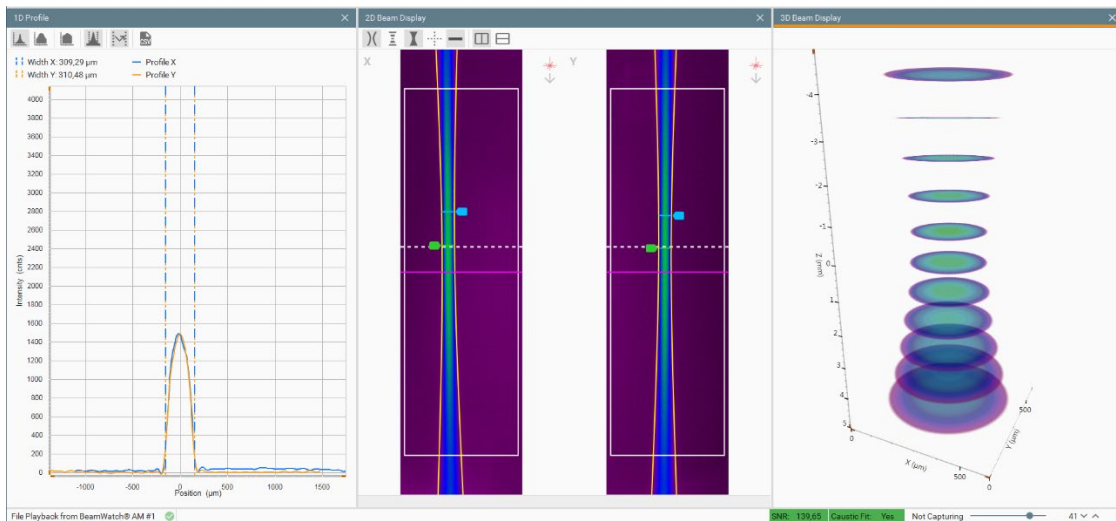 1D Profile
2D Beam Display
3D Beam Display
Width X: 309,29 µm
Profile X
Width Y: 310,48 µm
Profile Y
4000
3800
3600
3400
3200
3000
2800
2600
2400
2200
2000
1800
1600
1400
1200
1000
800
600
400
200
0
Intensity (cnts)
-1000
-500
0
500
1000
1500
Position (µm)
X
Y
-4
-3
-2
-1
0
1
2
3
4
5
Z (mm)
0
500
X (µm)
0
500
Y (µm)
File Playback from BeamWatch® AM #1
SNR: 139,65
Caustic Fit: Yes
Not Capturing
41